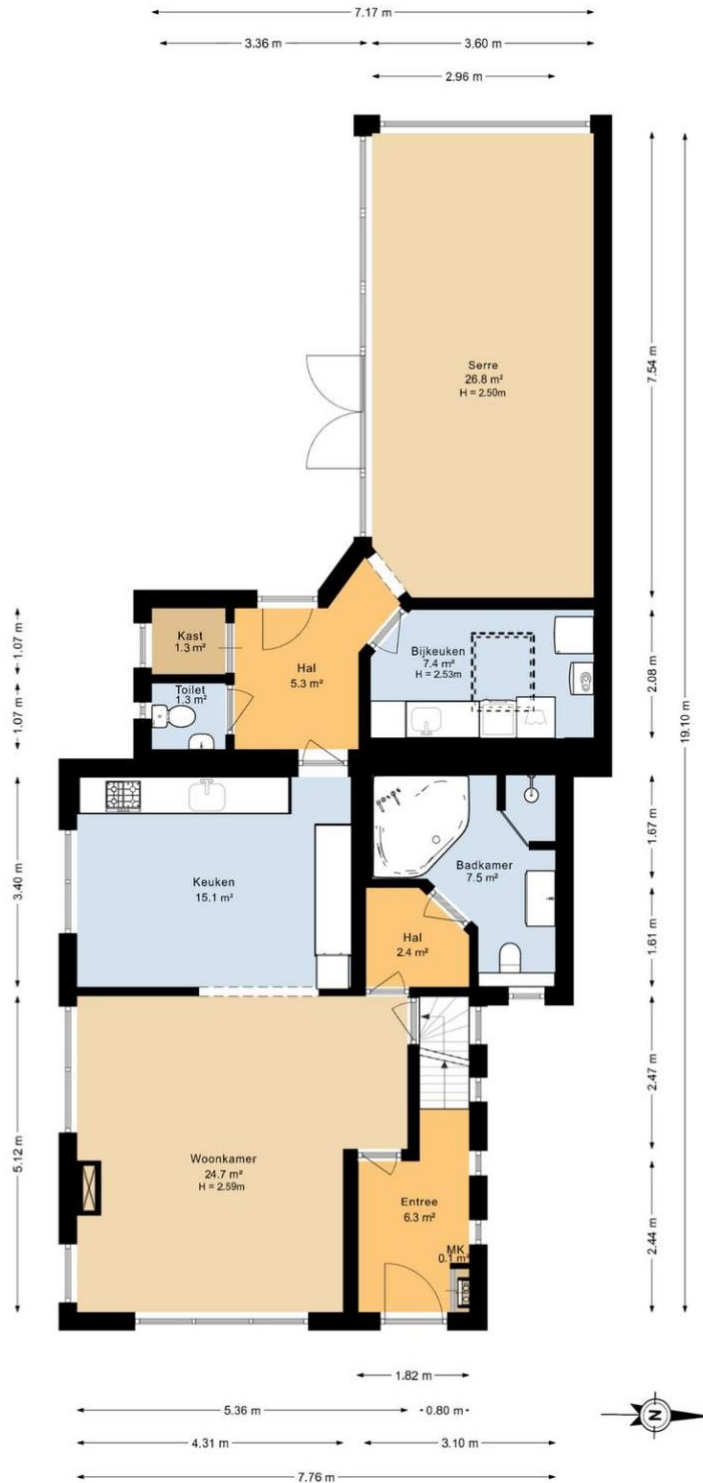 7.17 m
3.36 m
3.60 m
2.96 m
Serre
26.8 m²
H = 2.50m
7.54 m
19.10 m
Kast
1.3 m²
1.07 m
Hal
5.3 m²
Bijkeuken
7.4 m²
H = 2.53m
2.08 m
Toilet
1.3 m²
1.07 m
Keuken
15.1 m²
3.40 m
Badkamer
7.5 m²
1.67 m
Hal
2.4 m²
1.61 m
2.47 m
5.12 m
Woonkamer
24.7 m²
H = 2.59m
Entree
6.3 m²
MK
0.1 m²
2.44 m
1.82 m
5.36 m
0.80 m
4.31 m
3.10 m
7.76 m
N